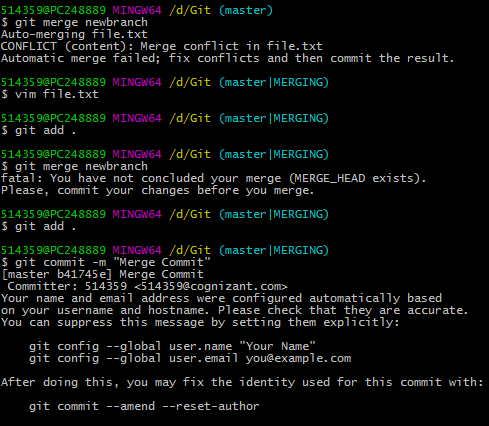 514359@PC248889 MINGW64 /d/Git (master)
$ git merge newbranch
Auto-merging file.txt
CONFLICT (content): Merge conflict in file.txt
Automatic merge failed; fix conflicts and then commit the result.
514359@PC248889 MINGW64 /d/Git (master|MERGING)
$ vim file.txt
514359@PC248889 MINGW64 /d/Git (master|MERGING)
$ git add .
514359@PC248889 MINGW64 /d/Git (master|MERGING)
$ git merge newbranch
fatal: You have not concluded your merge (MERGE_HEAD exists).
Please, commit your changes before you merge.
514359@PC248889 MINGW64 /d/Git (master|MERGING)
$ git add .
514359@PC248889 MINGW64 /d/Git (master|MERGING)
$ git commit -m "Merge Commit"
[master b41745e] Merge Commit
Committer: 514359 <514359@cognizant.com>
Your name and email address were configured automatically based
on your username and hostname. Please check that they are accurate.
You can suppress this message by setting them explicitly:
git config --global user.name "Your Name"
git config --global user.email you@example.com
After doing this, you may fix the identity used for this commit with:
git commit --amend --reset-author